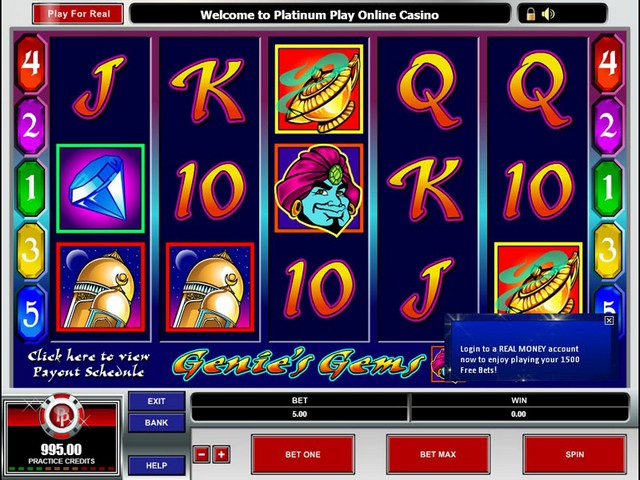 Play For Real
Welcome to Platinum Play Online Casino
4 J K Q Q 4
2 2
1 10 K 10 1
3 3
5 10 J 5
Click here to view
Payout Schedule
Genie's Gems
Login to a REAL MONEY account
now to enjoy playing your 1500
Free Bets!
PP
995.00
PRACTICE CREDITS
EXIT
BANK
HELP
BET
5.00
WIN
0.00
BET ONE
BET MAX
SPIN